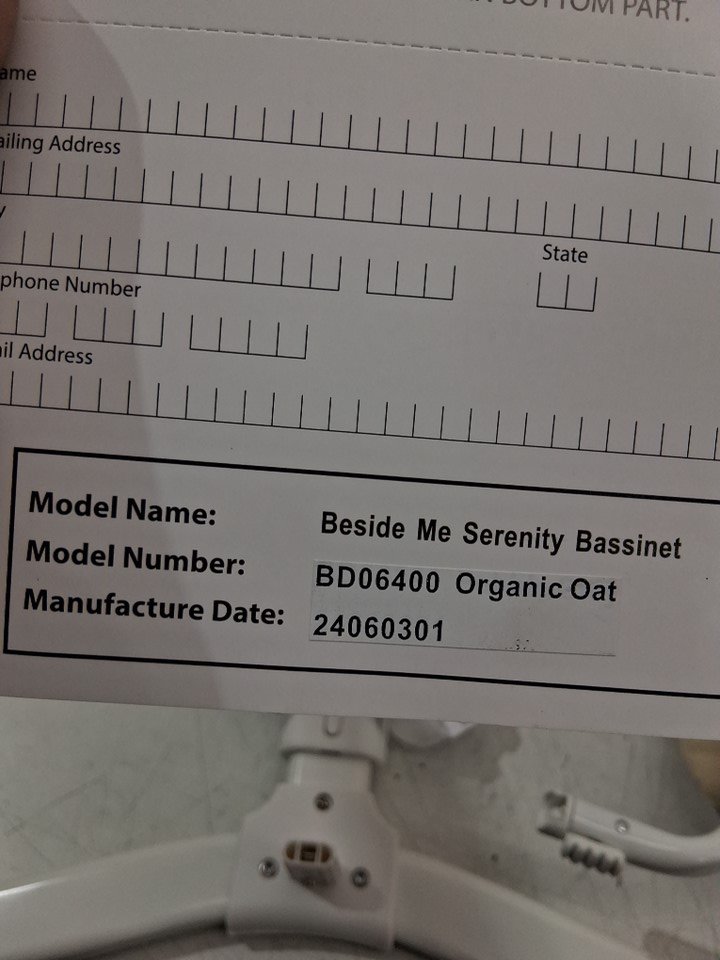 BOTTOM PART.
ame
ailing Address
State
phone Number
il Address
Model Name: Beside Me Serenity Bassinet
Model Number: BD06400 Organic Oat
Manufacture Date: 24060301